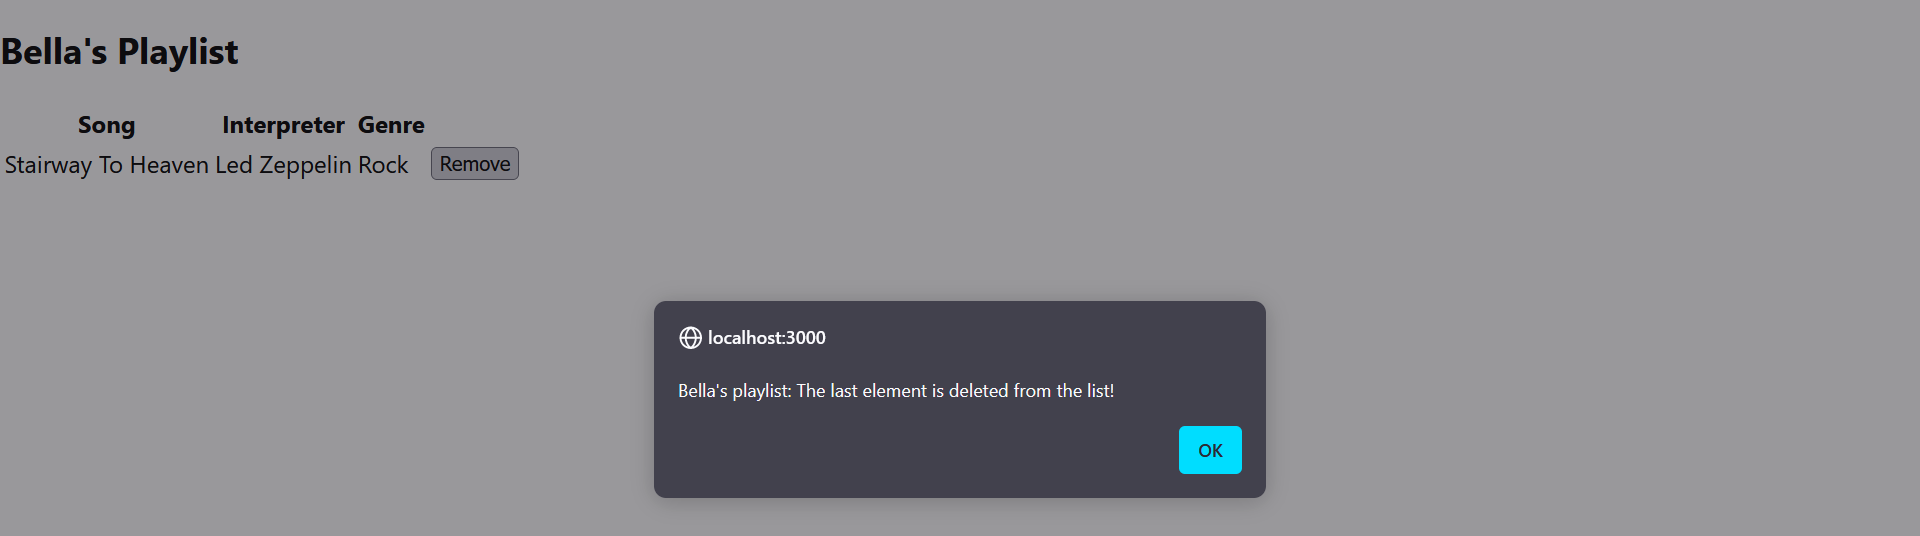 Bella's Playlist
Song Interpreter Genre
Stairway To Heaven Led Zeppelin Rock Remove
localhost:3000
Bella's playlist: The last element is deleted from the list!
OK